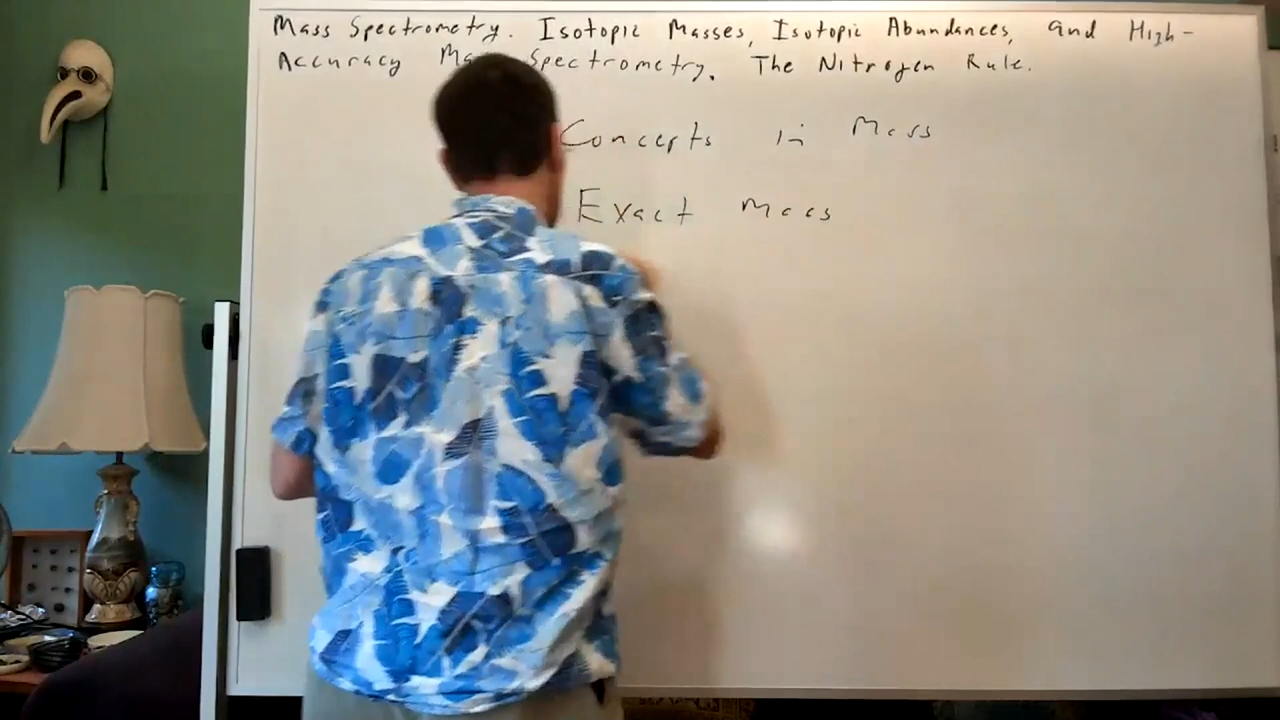 Mass Spectrometry. Isotopic Masses, Isotopic Abundances, and High-
Accuracy Spectrometry. The Nitrogen Rule.
Concepts in Mass
Exact Mass